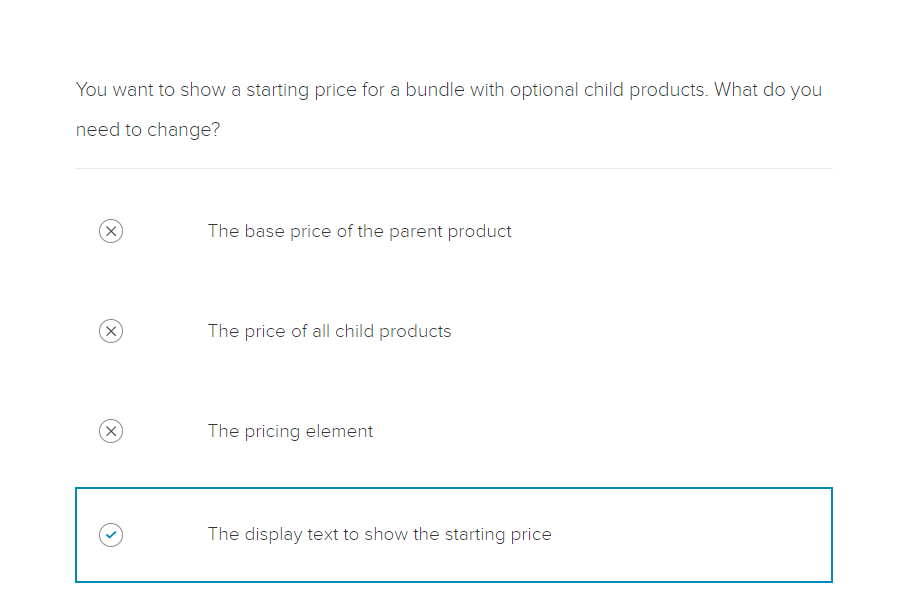 You want to show a starting price for a bundle with optional child products. What do you
need to change?
The base price of the parent product
The price of all child products
The pricing element
The display text to show the starting price